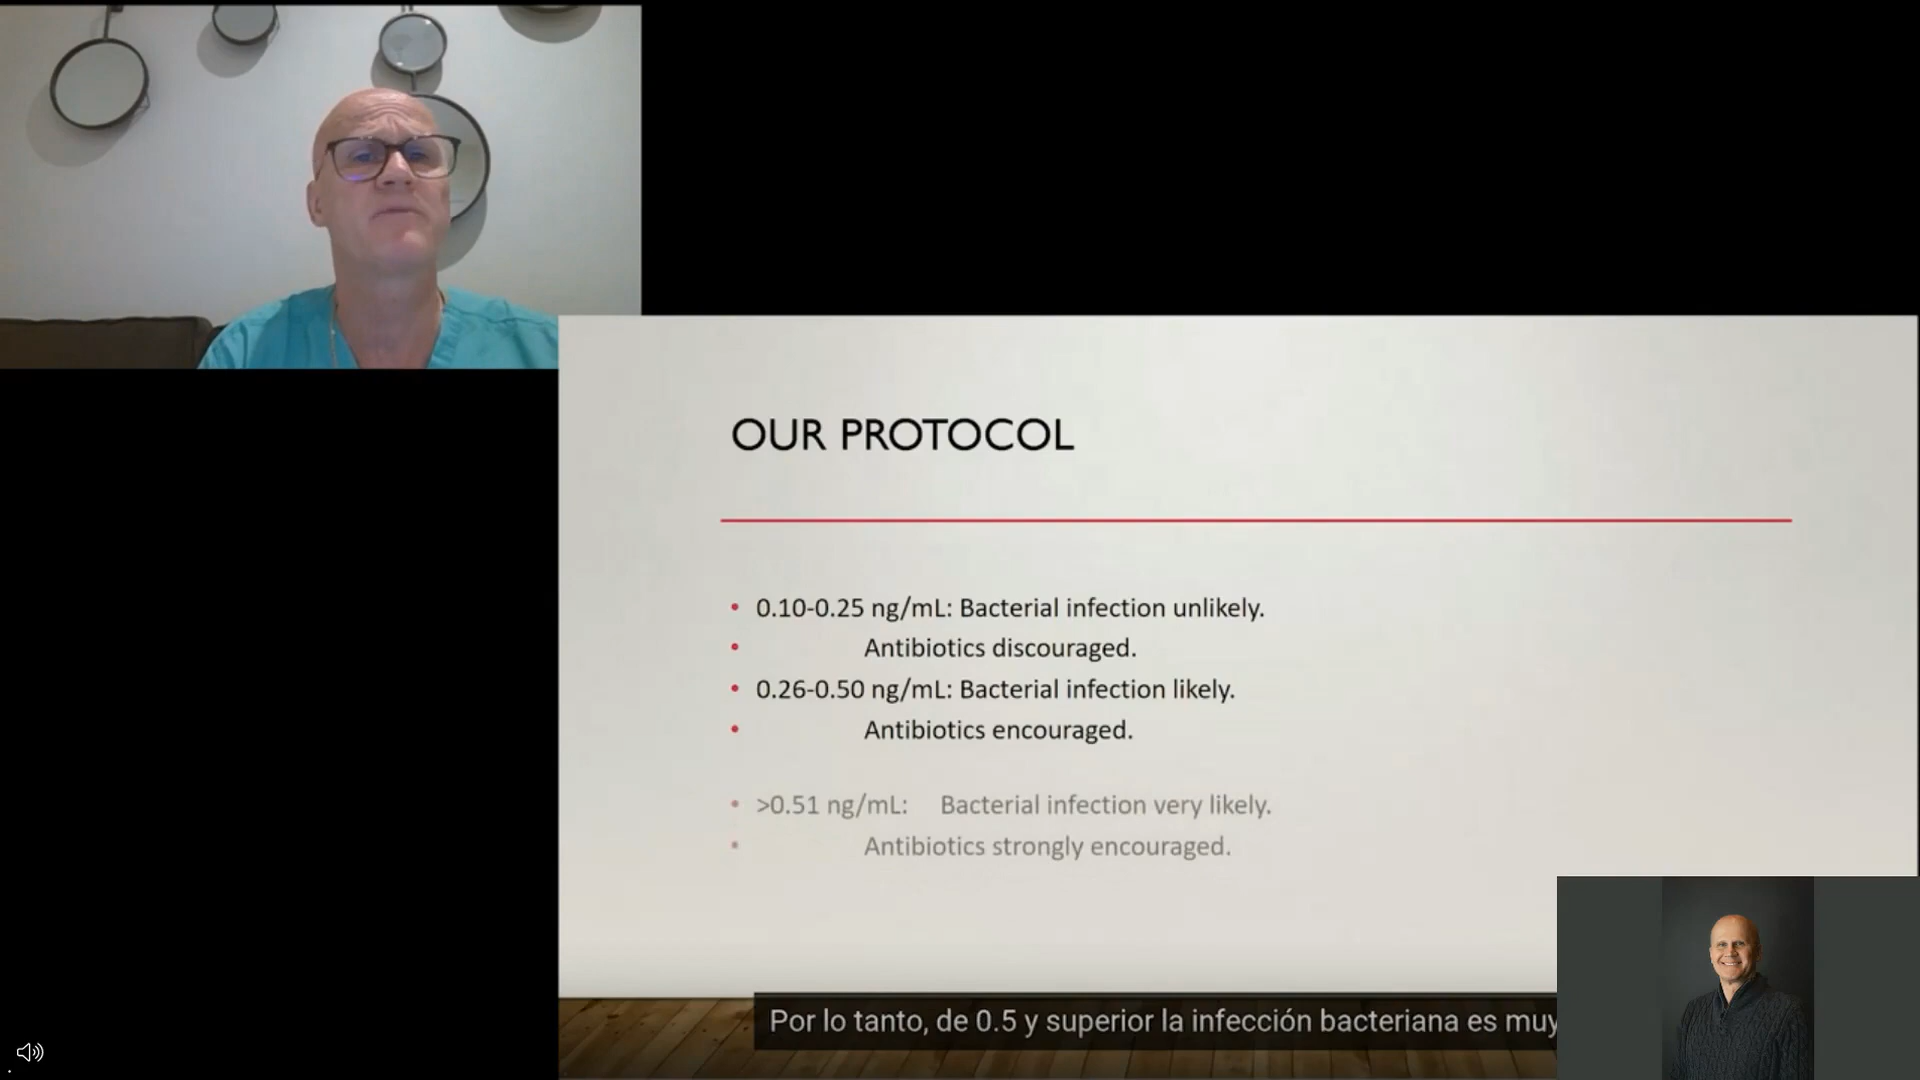 OUR PROTOCOL
• 0.10-0.25 ng/mL: Bacterial infection unlikely.
• Antibiotics discouraged.
• 0.26-0.50 ng/mL: Bacterial infection likely.
• Antibiotics encouraged.
• >0.51 ng/mL: Bacterial infection very likely.
• Antibiotics strongly encouraged.
Por lo tanto, de 0.5 y superior la infección bacteriana es muy